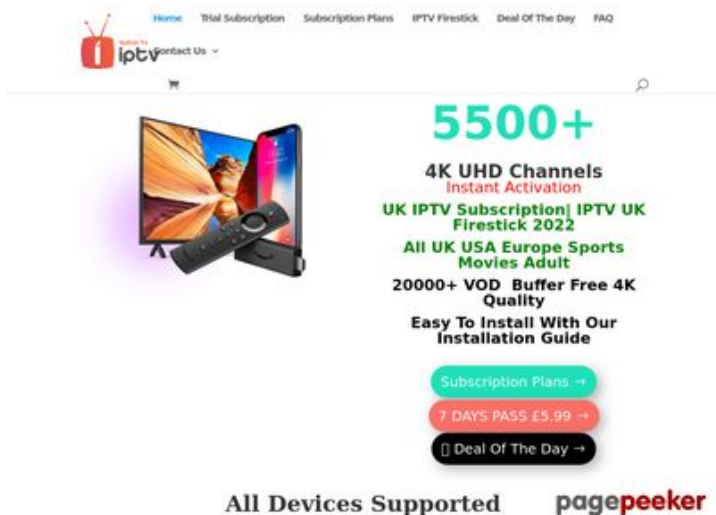 Home Trial Subscription Subscription Plans IPTV Firestick Deal Of The Day FAQ
iptv
Contact Us
5500+
4K UHD Channels
Instant Activation
UK IPTV Subscription| IPTV UK
Firestick 2022
All UK USA Europe Sports
Movies Adult
20000+ VOD Buffer Free 4K
Quality
Easy To Install With Our
Installation Guide
Subscription Plans →
7 DAYS PASS £5.99 →
Deal Of The Day →
All Devices Supported
pagepeeker